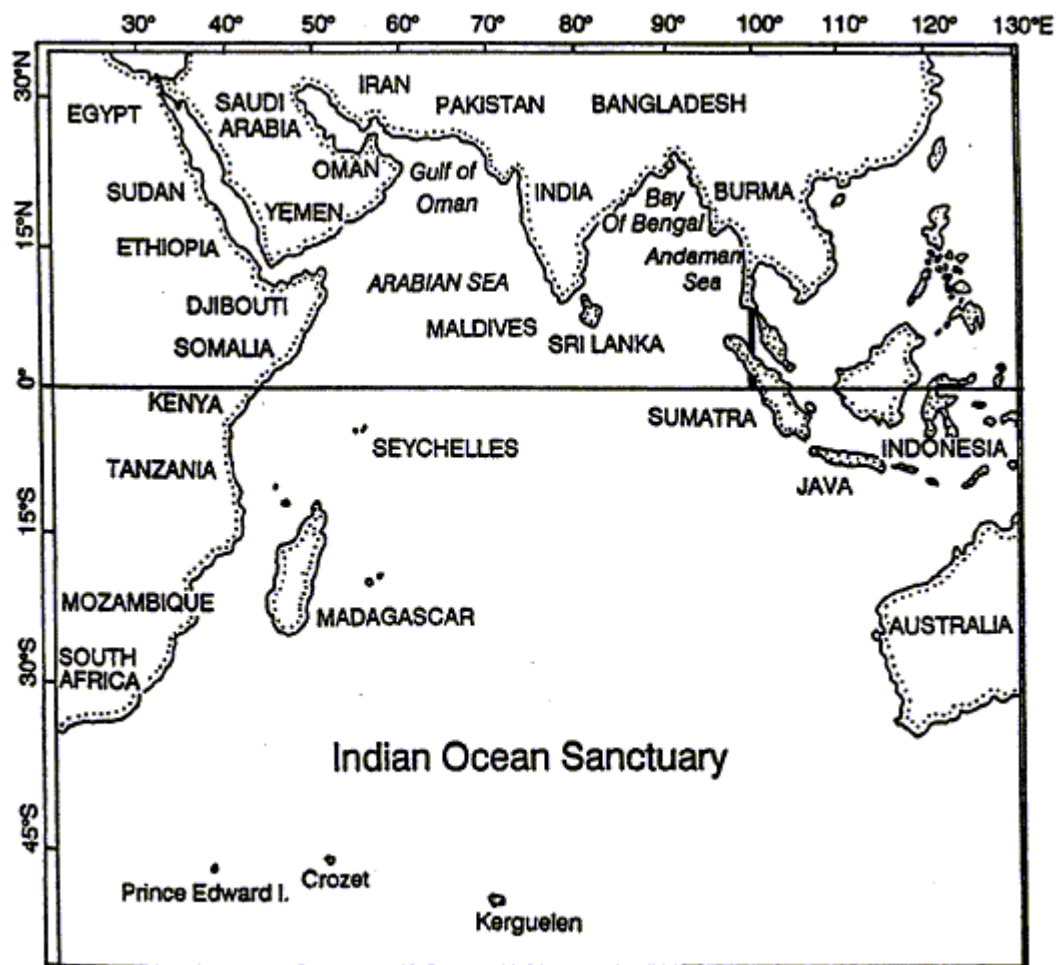 30° 40° 50° 60° 70° 80° 90° 100° 110° 120° 130°E
30°N
15°N
0°
15°S
30°S
45°S
EGYPT
SAUDI
ARABIA
IRAN
PAKISTAN
BANGLADESH
SUDAN
OMAN
Gulf of
Oman
INDIA
Bay
Of Bengal
BURMA
YEMEN
ETHIOPIA
Andaman
Sea
DJIBOUTI
ARABIAN SEA
MALDIVES
SRI LANKA
SOMALIA
KENYA
SUMATRA
SEYCHELLES
INDONESIA
TANZANIA
JAVA
MOZAMBIQUE
MADAGASCAR
AUSTRALIA
SOUTH
AFRICA
Indian Ocean Sanctuary
Prince Edward I.
Crozet
Kerguelen